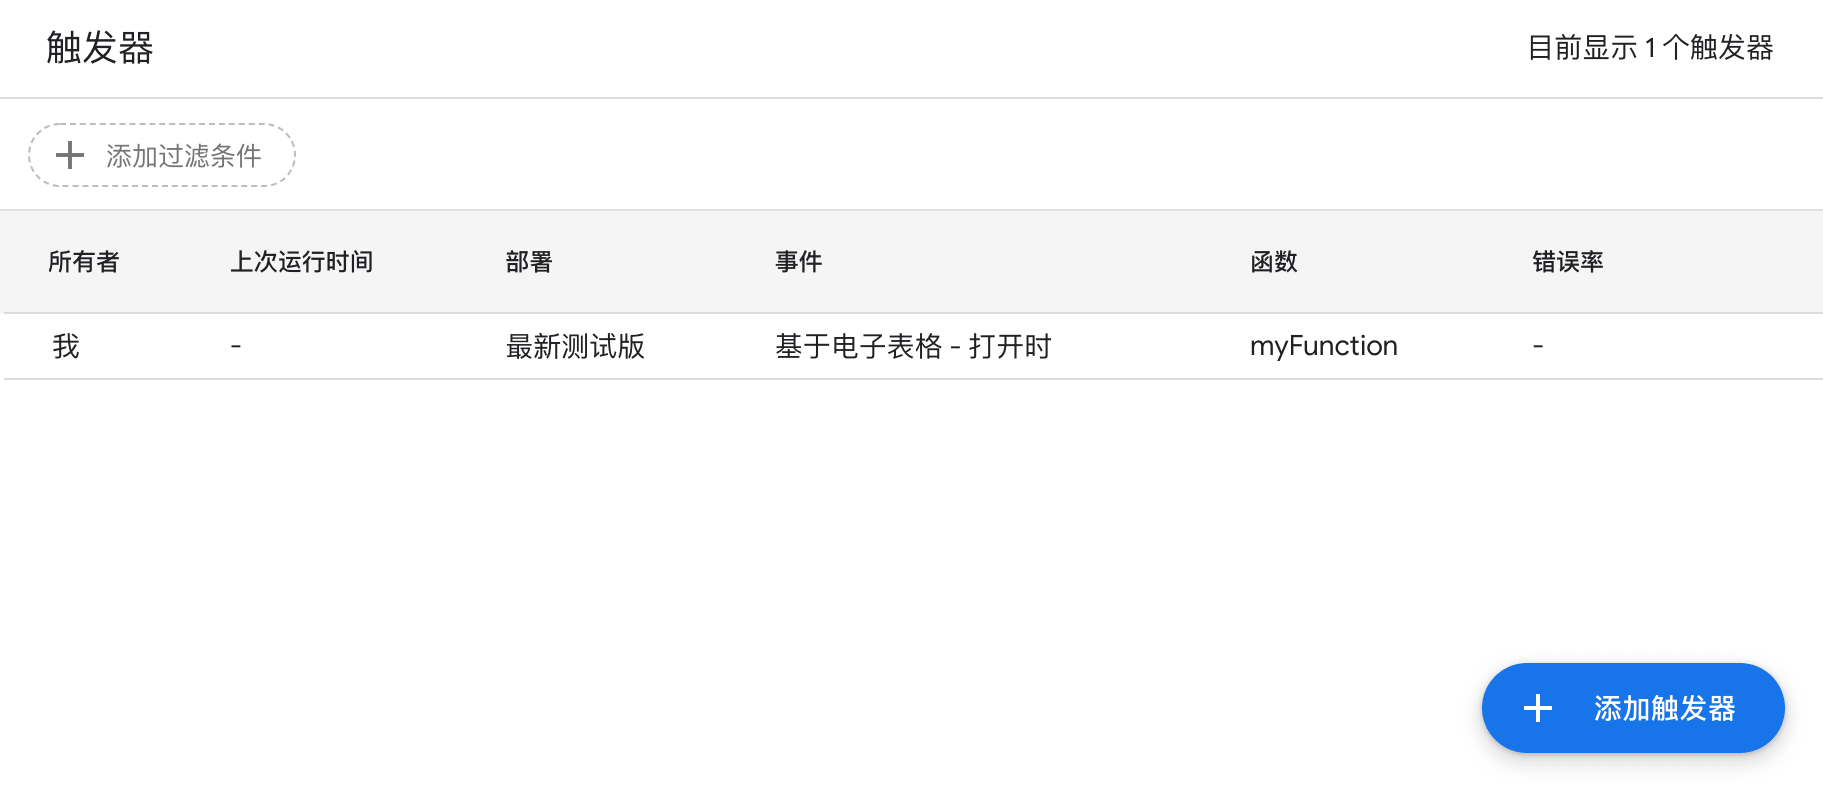 触发器
目前显示 1 个触发器
添加过滤条件
所有者 上次运行时间 部署 事件 函数 错误率
我 - 最新测试版 基于电子表格 - 打开时 myFunction -
添加触发器